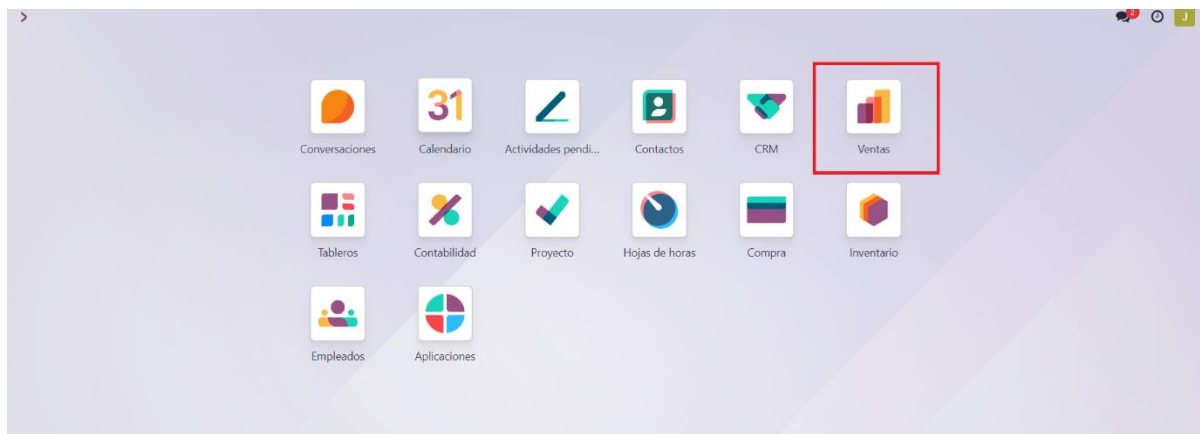 J
Conversaciones
31
Calendario
Actividades pendi...
Contactos
CRM
Ventas
Tableros
Contabilidad
Proyecto
Hojas de horas
Compra
Inventario
Empleados
Aplicaciones